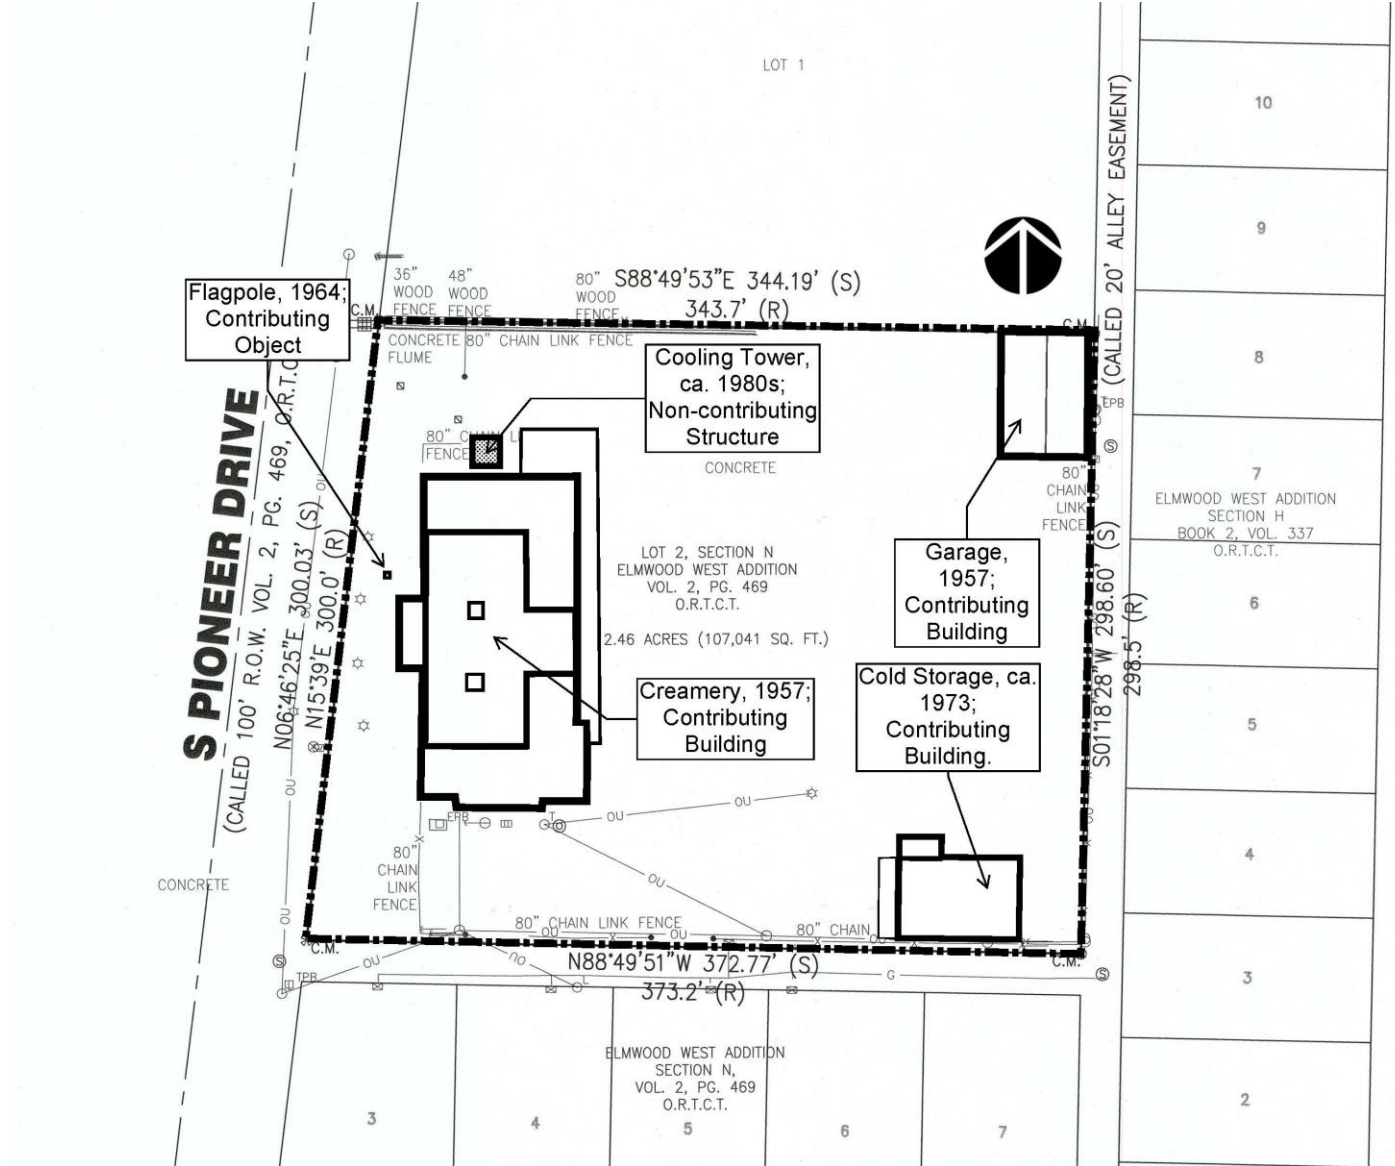 LOT 1
10
9
8
7
ELMWOOD WEST ADDITION
SECTION H
BOOK 2, VOL. 337
O.R.T.C.T.
6
5
4
3
2
(CALLED 20' ALLEY EASEMENT)
S88°49'53"E 344.19' (S)
343.7' (R)
36"
WOOD
FENCE
48"
WOOD
FENCE
80"
WOOD
FENCE
C.M.
C.M.
Flagpole, 1964;
Contributing
Object
CONCRETE
FLUME
80" CHAIN LINK FENCE
Cooling Tower,
ca. 1980s;
Non-contributing
Structure
EPB
S
80"
FENCE
CONCRETE
80"
CHAIN
LINK
FENCE
S PIONEER DRIVE
(CALLED 100' R.O.W. VOL. 2, PG. 469, O.R.T.C
N06°46'25"E 300.03' (S)
N15°39'E 300.0' (R)
OU
OU
LOT 2, SECTION N
ELMWOOD WEST ADDITION
VOL. 2, PG. 469
O.R.T.C.T.
2.46 ACRES (107,041 SQ. FT.)
Garage,
1957;
Contributing
Building
S01°18'28"W 298.60' (S)
298.5' (R)
Creamery, 1957;
Contributing
Building
Cold Storage, ca.
1973;
Contributing
Building.
OU
OU
EPB
T
OU
80"
CHAIN
LINK
FENCE
CONCRETE
OU
80" CHAIN LINK FENCE
OU
OU
80" CHAIN
OU
C.M.
C.M.
S
OU
OU
N88°49'51"W 372.77' (S)
373.2' (R)
G
S
TPB
ELMWOOD WEST ADDITION
SECTION N,
VOL. 2, PG. 469
O.R.T.C.T.
3
4
5
6
7